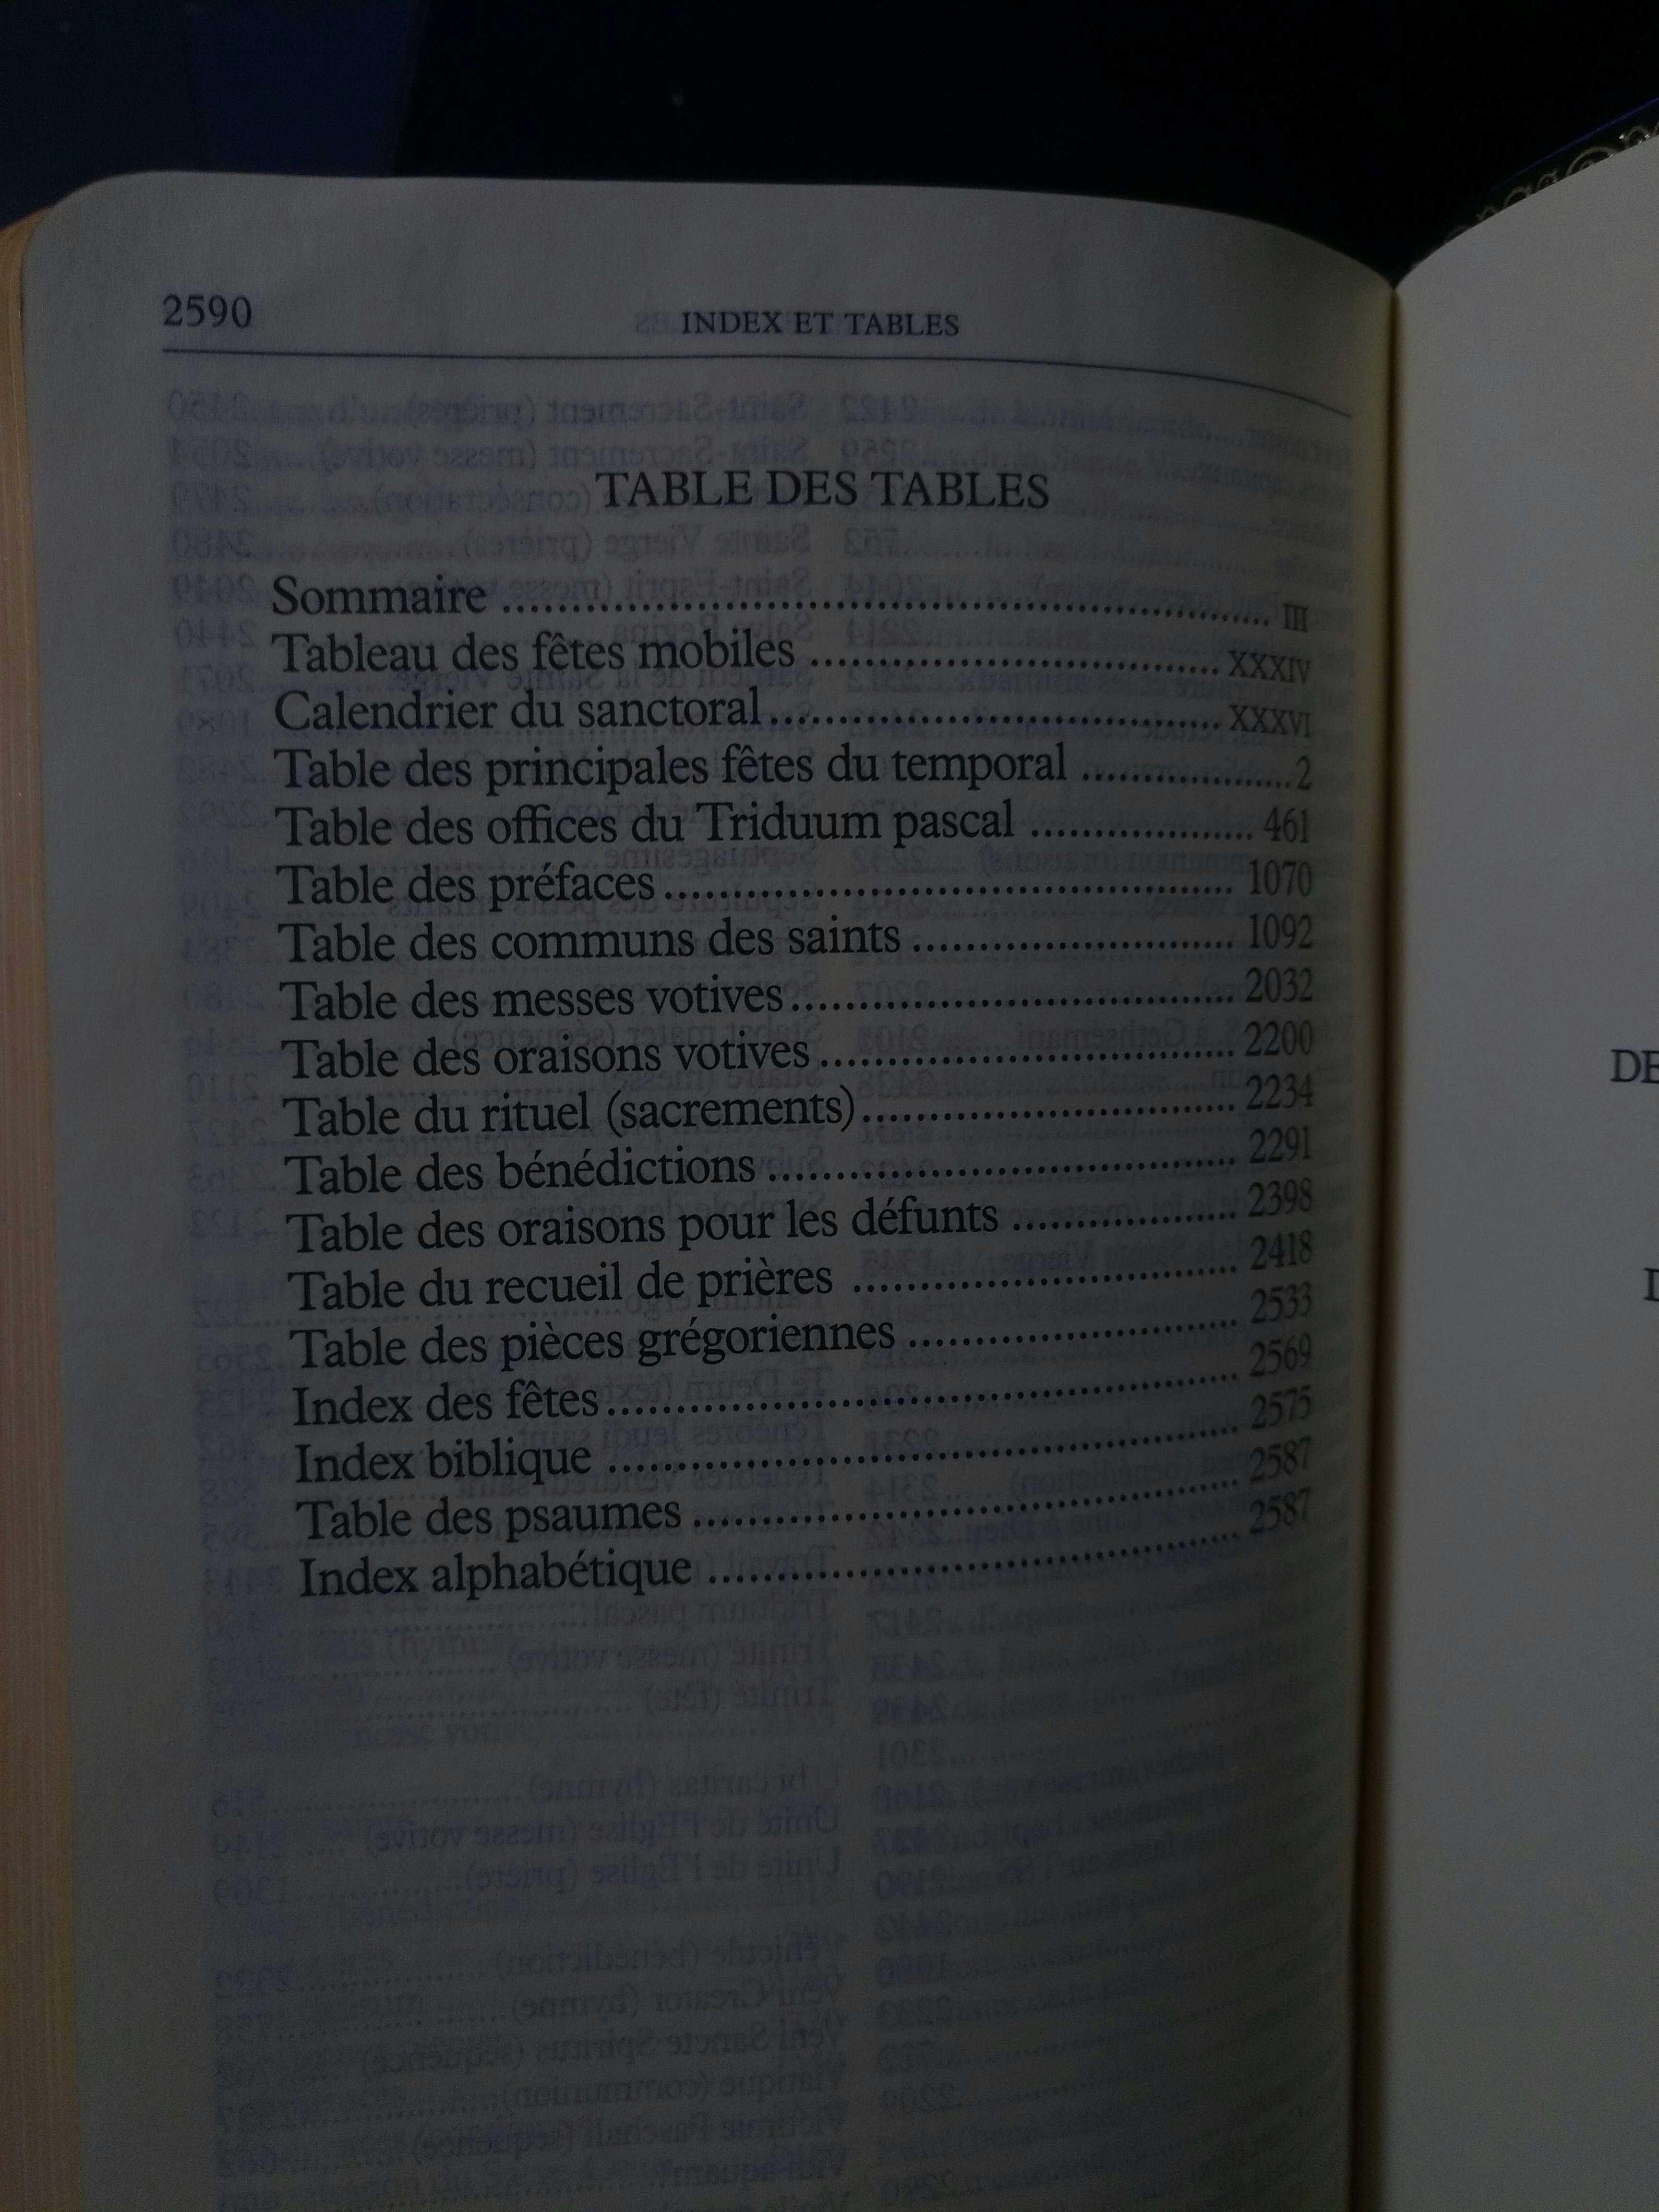 2590 INDEX ET TABLES
TABLE DES TABLES
Sommaire ........ III
Tableau des fêtes mobiles ........ XXXIV
Calendrier du sanctoral ........ XXXVI
Table des principales fêtes du temporal ........ 2
Table des offices du Triduum pascal ........ 461
Table des préfaces ........ 1070
Table des communs des saints ........ 1092
Table des messes votives ........ 2032
Table des oraisons votives ........ 2200
Table du rituel (sacrements) ........ 2234
Table des bénédictions ........ 2291
Table des oraisons pour les défunts ........ 2398
Table du recueil de prières ........ 2418
Table des pièces grégoriennes ........ 2533
Index des fêtes ........ 2569
Index biblique ........ 2575
Table des psaumes ........ 2587
Index alphabétique ........ 2587